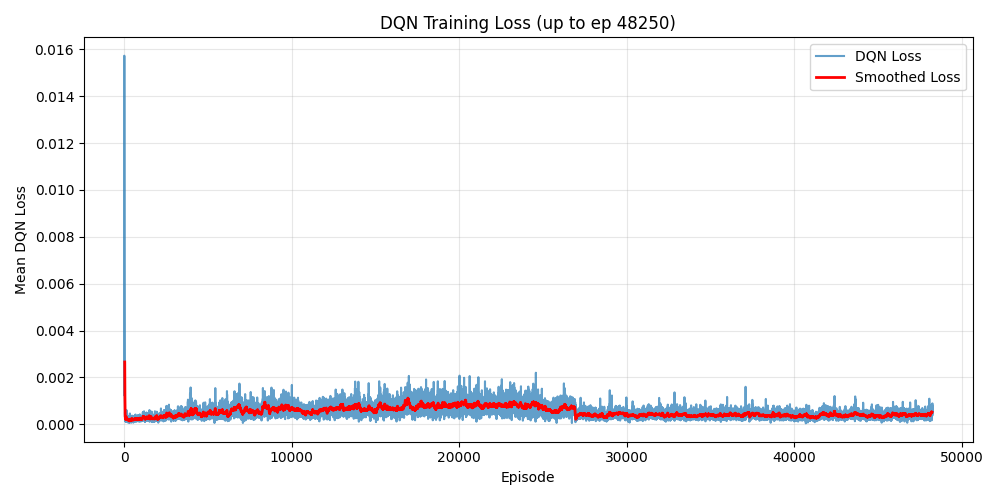 DQN Training Loss (up to ep 48250)
DQN Loss
Smoothed Loss
Mean DQN Loss
0.016
0.014
0.012
0.010
0.008
0.006
0.004
0.002
0.000
0 10000 20000 30000 40000 50000
Episode